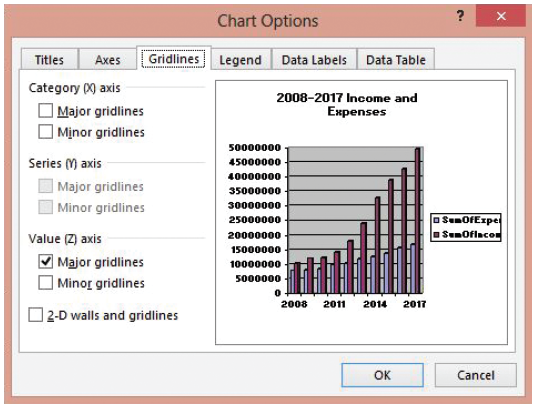 Chart Options
?
×
Titles
Axes
Gridlines
Legend
Data Labels
Data Table
Category (X) axis
Major gridlines
Minor gridlines
Series (Y) axis
Major gridlines
Minor gridlines
Value (Z) axis
Major gridlines
Minor gridlines
2-D walls and gridlines
2008-2017 Income and
Expenses
50000000
45000000
40000000
35000000
30000000
25000000
20000000
15000000
10000000
5000000
0
2008 2011 2014 2017
SumOfExpe
SumOfIncom
OK
Cancel